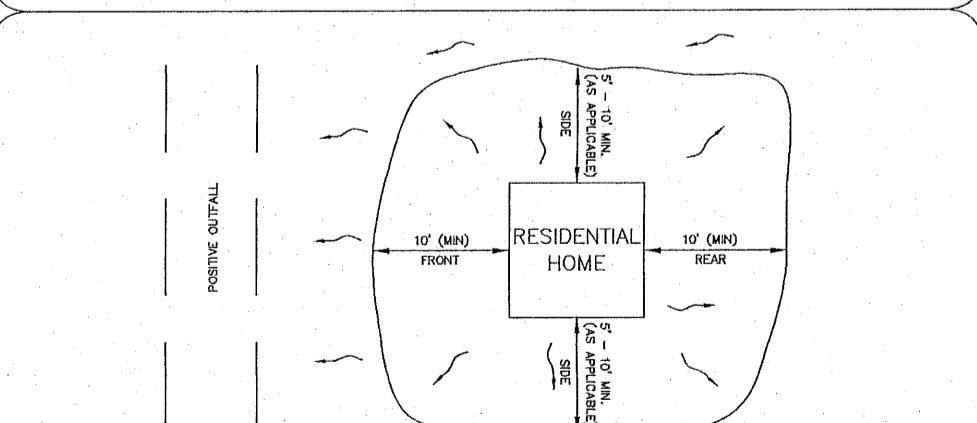 5' - 10' MIN.
(AS APPLICABLE)
SIDE
POSITIVE OUTFALL
10' (MIN)
FRONT
RESIDENTIAL
HOME
10' (MIN)
REAR
5' - 10' MIN.
(AS APPLICABLE)
SIDE